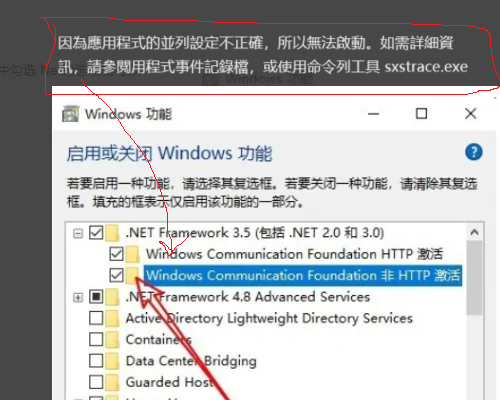 因為應用程式的並列設定不正確，所以無法啟動。如需詳細資
訊，請參閱用程式事件記錄檔，或使用命令列工具 sxstrace.exe
Windows 功能
启用或关闭 Windows 功能
若要启用一种功能，请选择其复选框。若要关闭一种功能，请清除其复选
框。填充的框表示仅启用该功能的一部分。
.NET Framework 3.5 (包括 .NET 2.0 和 3.0)
Windows Communication Foundation HTTP 激活
Windows Communication Foundation 非 HTTP 激活
.NET Framework 4.8 Advanced Services
Active Directory Lightweight Directory Services
Containers
Data Center Bridging
Guarded Host